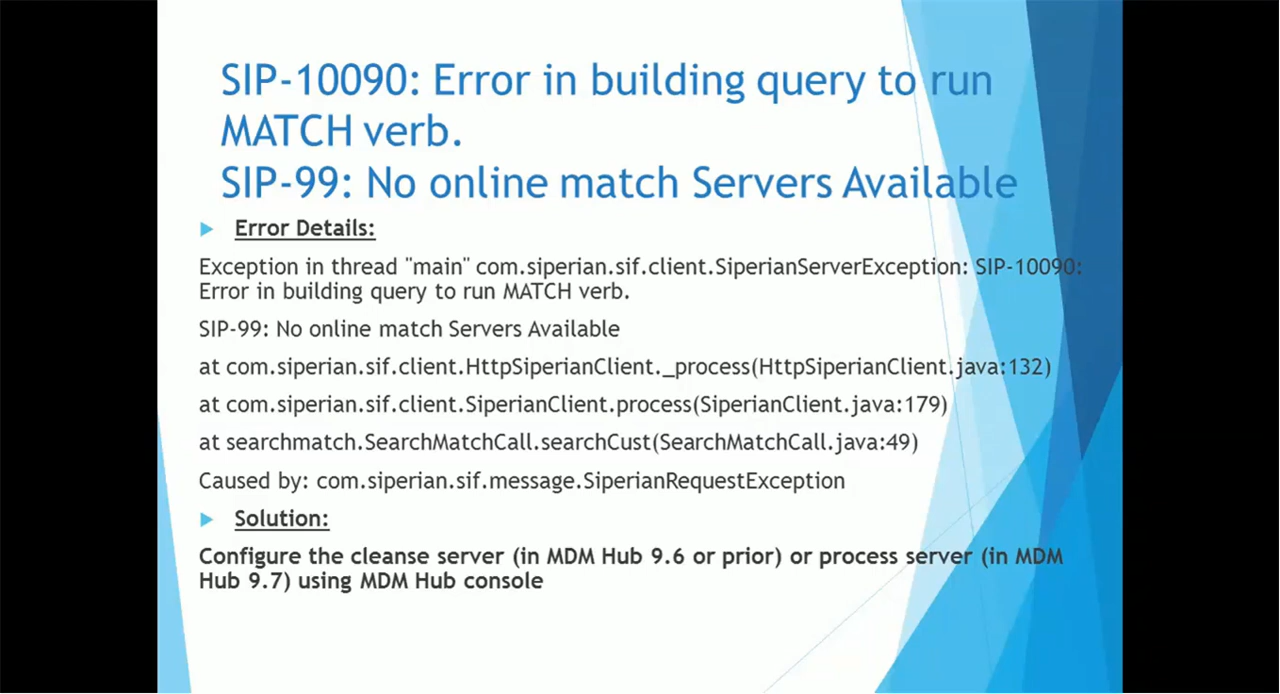 SIP-10090: Error in building query to run
MATCH verb.
SIP-99: No online match Servers Available
Error Details:
Exception in thread "main" com.siperian.sif.client.SiperianServerException: SIP-10090:
Error in building query to run MATCH verb.
SIP-99: No online match Servers Available
at com.siperian.sif.client.HttpSiperianClient._process(HttpSiperianClient.java:132)
at com.siperian.sif.client.SiperianClient.process(SiperianClient.java:179)
at searchmatch.SearchMatchCall.searchCust(SearchMatchCall.java:49)
Caused by: com.siperian.sif.message.SiperianRequestException
Solution:
Configure the cleanse server (in MDM Hub 9.6 or prior) or process server (in MDM
Hub 9.7) using MDM Hub console